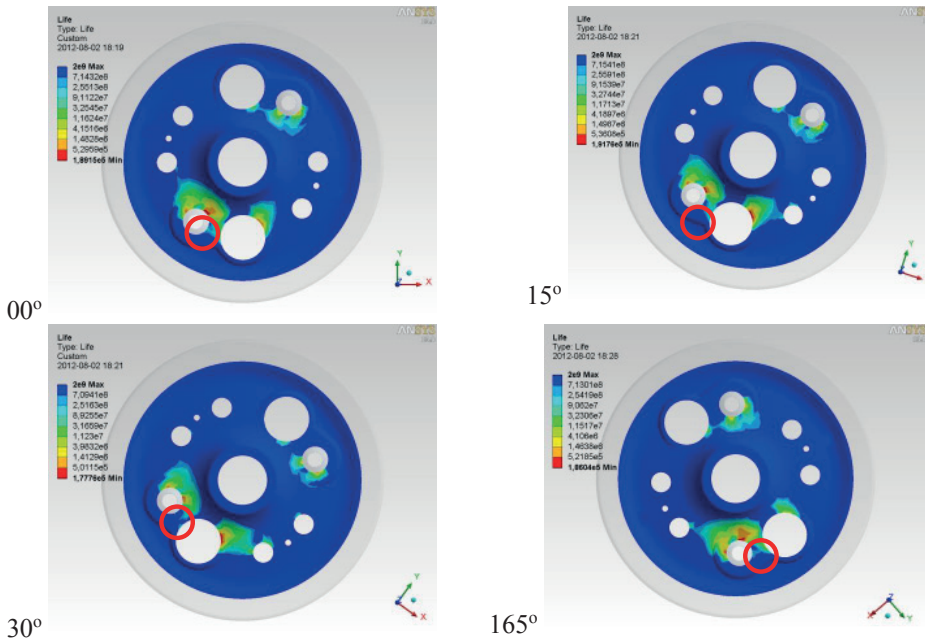 ANSYS
Life
Type: Life
Custom
2012-08-02 18:19
2e9 Max
7,1432e8
2,5513e8
9,1122e7
3,2545e7
1,1624e7
4,1516e6
1,4828e6
5,2959e5
1,8915e5 Min
Y
Z
X
00º
ANSYS
Life
Type: Life
2012-08-02 18:21
2e9 Max
7,1541e8
2,5591e8
9,1539e7
3,2744e7
1,1713e7
4,1897e6
1,4987e6
5,3608e5
1,9176e5 Min
Y
Z
15º
ANSYS
Life
Type: Life
Custom
2012-08-02 18:21
2e9 Max
7,0941e8
2,5163e8
8,9255e7
3,1659e7
1,123e7
3,9832e6
1,4129e6
5,0115e5
1,7776e5 Min
Y
Z
X
30º
ANSYS
Life
Type: Life
2012-08-02 18:28
2e9 Max
7,1301e8
2,5419e8
9,062e7
3,2306e7
1,1517e7
4,106e6
1,4638e6
5,2185e5
1,8604e5 Min
Z
X
Y
165º